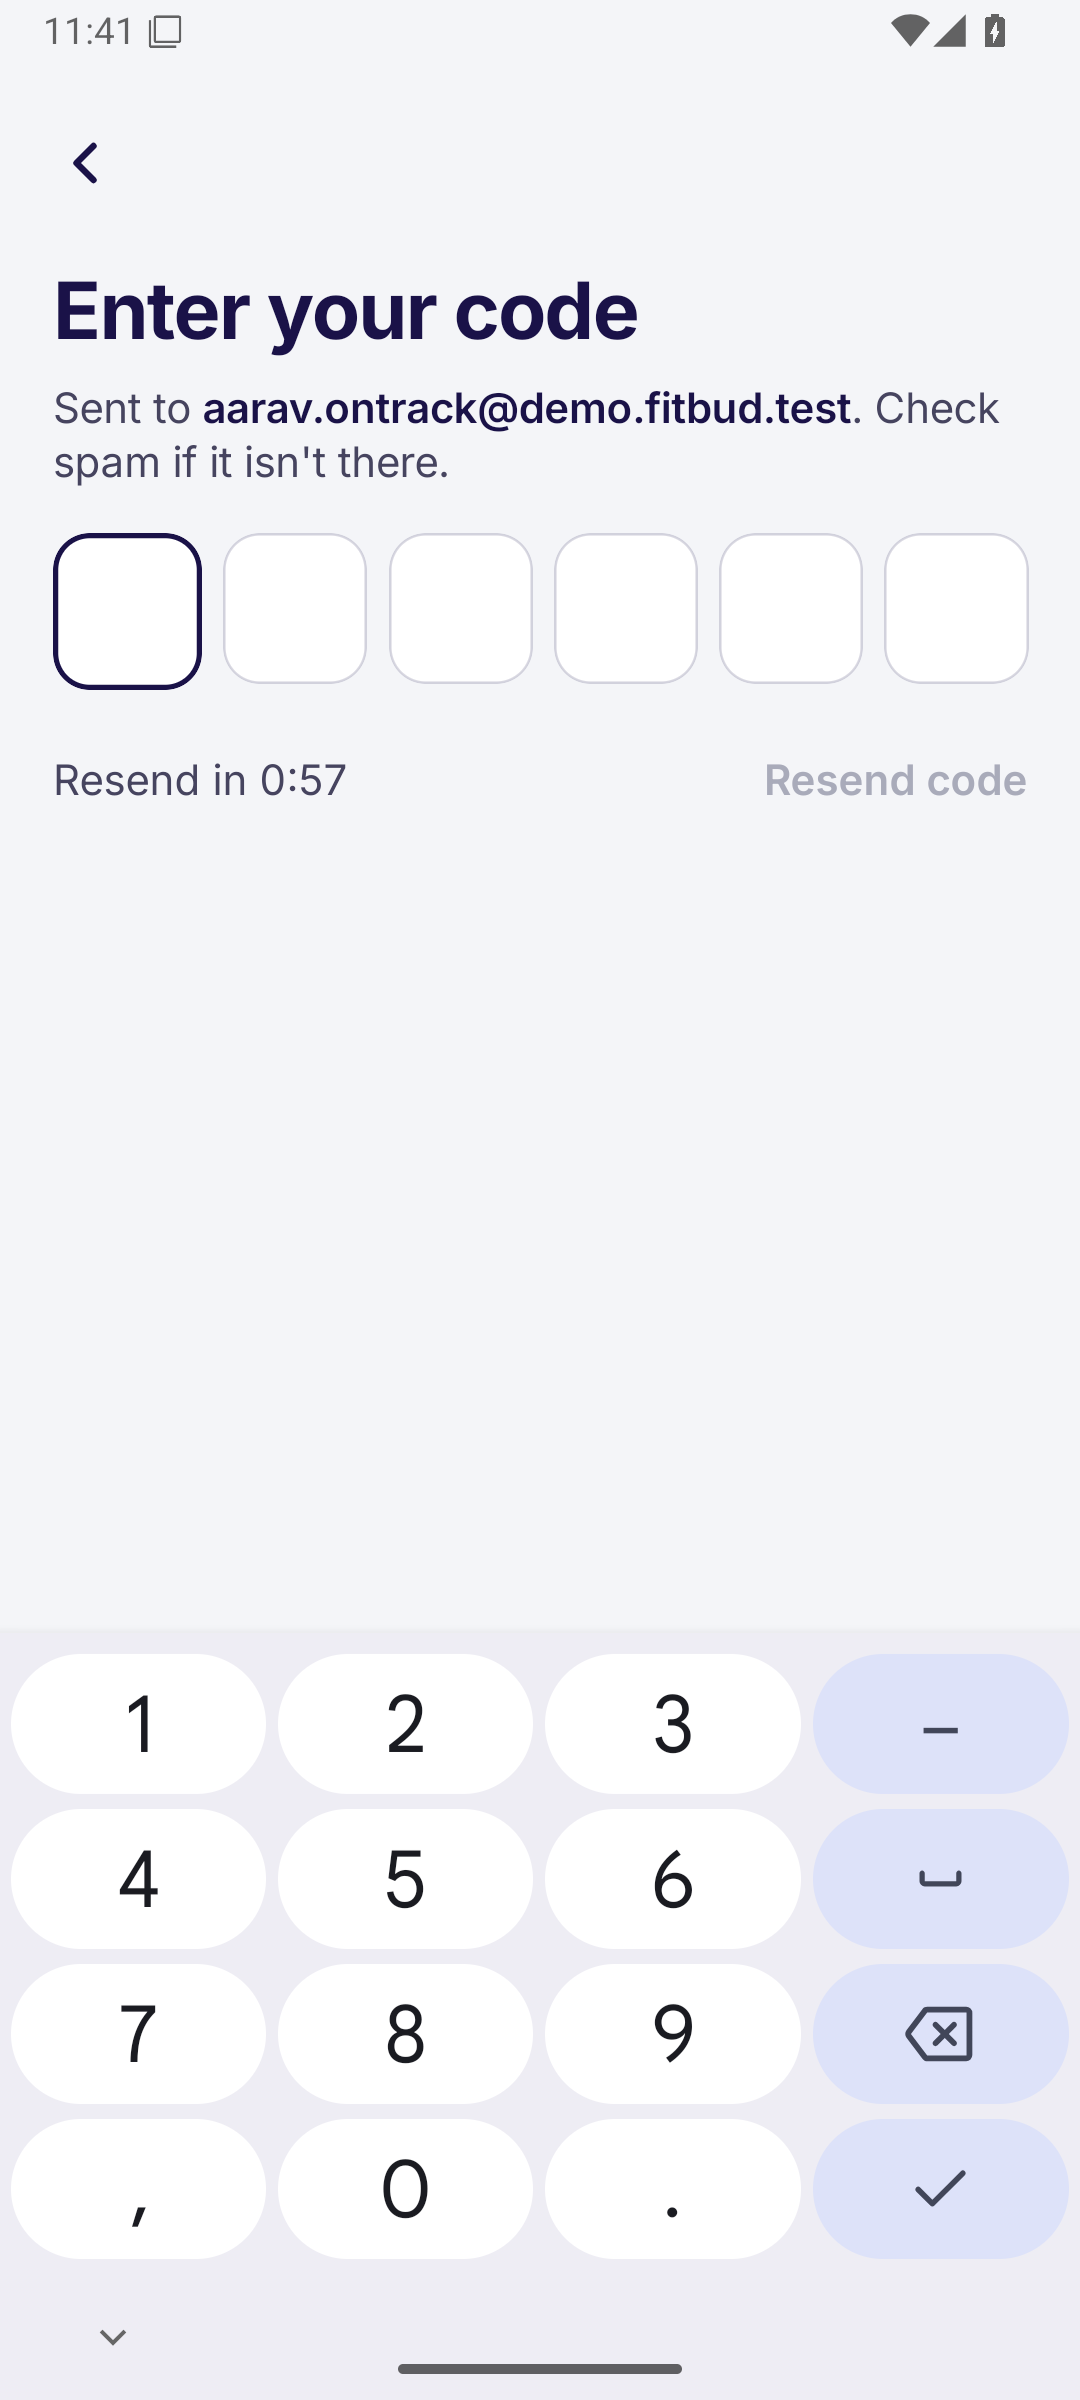 11:41
Enter your code
Sent to aarav.ontrack@demo.fitbud.test. Check
spam if it isn't there.
Resend in 0:57 Resend code
1 2 3 –
4 5 6
7 8 9
, 0 .